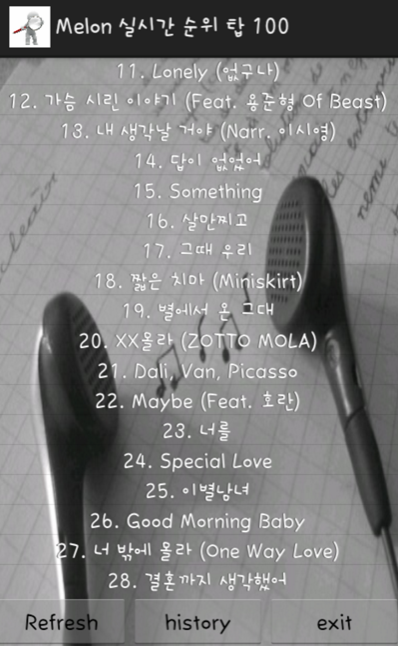 Melon 실시간 순위 탑 100
11. Lonely (없구나)
12. 가슴 시린 이야기 (Feat. 용준형 Of Beast)
13. 내 생각날 거야 (Narr. 이시영)
14. 답이 없었어
15. Something
16. 살만찌고
17. 그때 우리
18. 짧은 치마 (Miniskirt)
19. 별에서 온 그대
20. XX몰라 (ZOTTO MOLA)
21. Dali, Van, Picasso
22. Maybe (Feat. 호란)
23. 너를
24. Special Love
25. 이별남녀
26. Good Morning Baby
27. 너 밖에 몰라 (One Way Love)
28. 결혼까지 생각했어
Refresh history exit